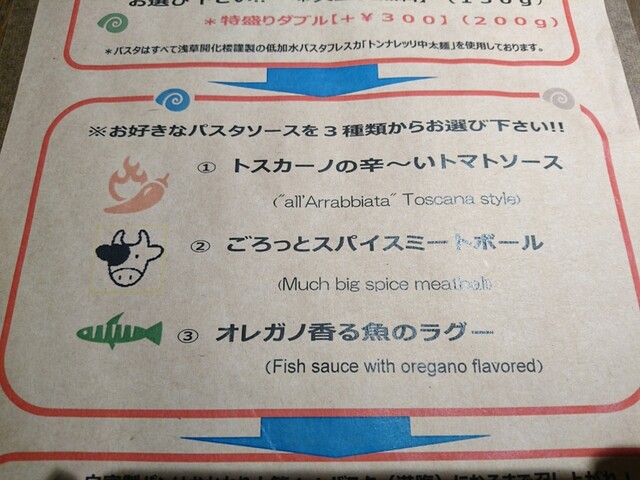 ＊特盛りダブル【＋￥３００】(２００g)
＊パスタはすべて浅草開化楼謹製の低加水パスタフレスカ「トンナレッリ中太麺」を使用しております。
※お好きなパスタソースを３種類からお選び下さい!!
① トスカーノの辛～いトマトソース
("all'Arrabbiata" Toscana style)
② ごろっとスパイスミートボール
(Much big spice meatball)
③ オレガノ香る魚のラグー
(Fish sauce with oregano flavored)